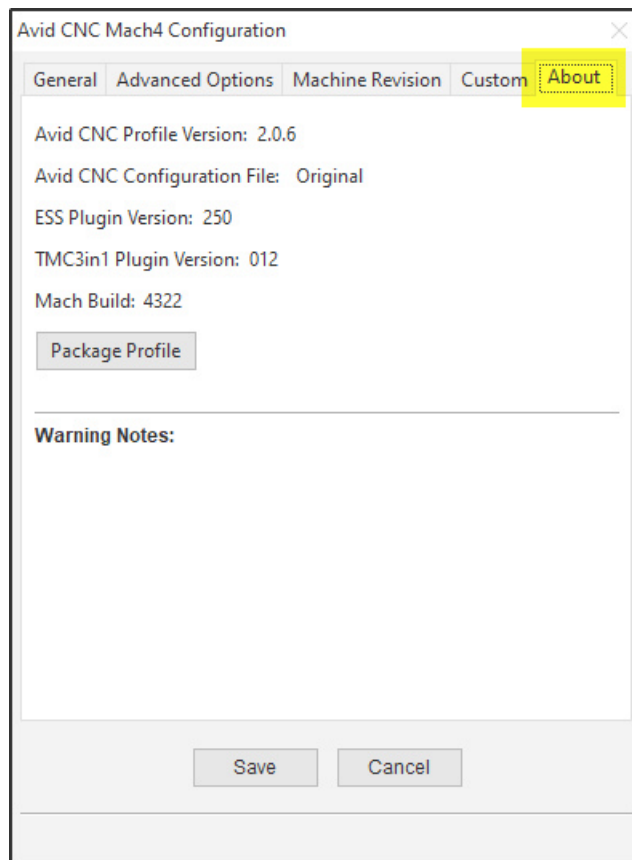 Avid CNC Mach4 Configuration
General Advanced Options Machine Revision Custom About
Avid CNC Profile Version: 2.0.6
Avid CNC Configuration File: Original
ESS Plugin Version: 250
TMC3in1 Plugin Version: 012
Mach Build: 4322
Package Profile
Warning Notes:
Save Cancel